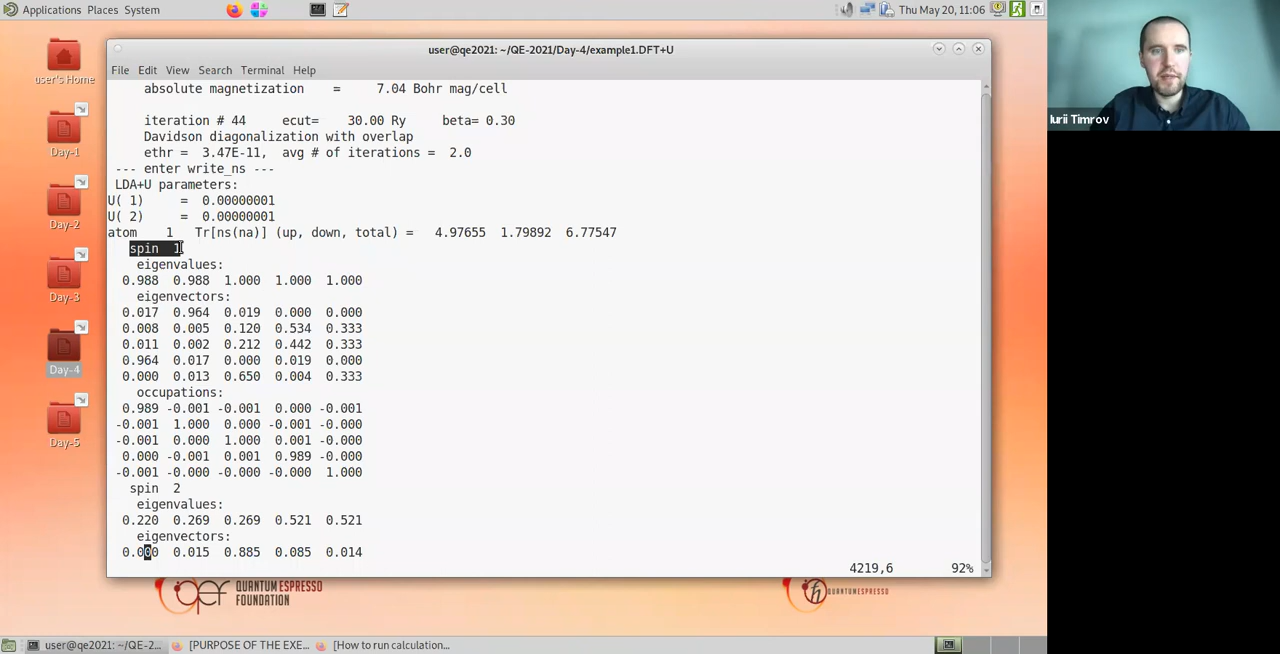 Applications Places System
Thu May 20, 11:06
user's Home
Day-1
Day-2
Day-3
Day-4
Day-5
user@qe2021: ~/QE-2021/Day-4/example1.DFT+U
File Edit View Search Terminal Help
absolute magnetization = 7.04 Bohr mag/cell
iteration # 44 ecut= 30.00 Ry beta= 0.30
Davidson diagonalization with overlap
ethr = 3.47E-11, avg # of iterations = 2.0
--- enter write_ns ---
LDA+U parameters:
U( 1) = 0.00000001
U( 2) = 0.00000001
atom 1 Tr[ns(na)] (up, down, total) = 4.97655 1.79892 6.77547
spin 1
eigenvalues:
0.988 0.988 1.000 1.000 1.000
eigenvectors:
0.017 0.964 0.019 0.000 0.000
0.008 0.005 0.120 0.534 0.333
0.011 0.002 0.212 0.442 0.333
0.964 0.017 0.000 0.019 0.000
0.000 0.013 0.650 0.004 0.333
occupations:
0.989 -0.001 -0.001 0.000 -0.001
-0.001 1.000 0.000 -0.001 -0.000
-0.001 0.000 1.000 0.001 -0.000
0.000 -0.001 0.001 0.989 -0.000
-0.001 -0.000 -0.000 -0.000 1.000
spin 2
eigenvalues:
0.220 0.269 0.269 0.521 0.521
eigenvectors:
0.000 0.015 0.885 0.085 0.014
4219,6 92%
QUANTUM ESPRESSO
FOUNDATION
QUANTUMESPRESSO
user@qe2021: ~/QE-2...
[PURPOSE OF THE EXE...
[How to run calculation...
Iurii Timrov